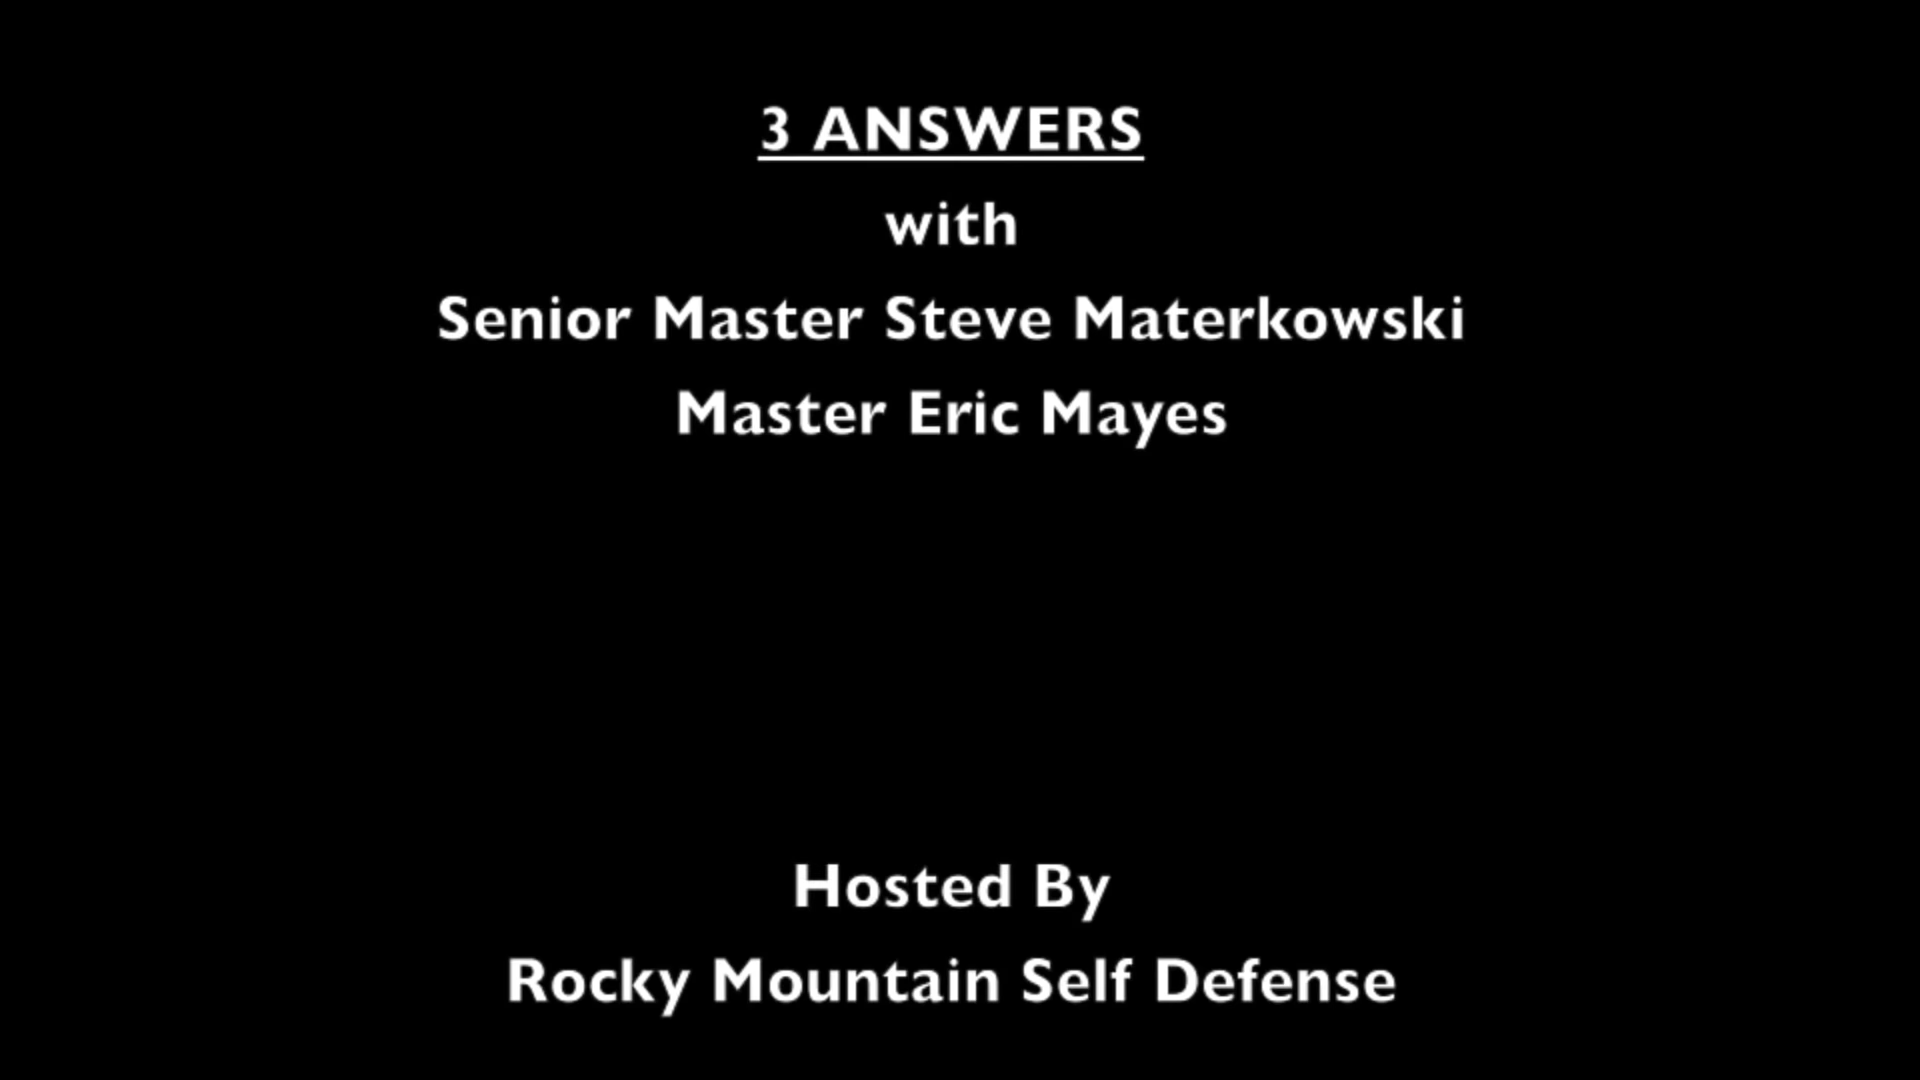 3 ANSWERS
with
Senior Master Steve Materkowski
Master Eric Mayes
Hosted By
Rocky Mountain Self Defense